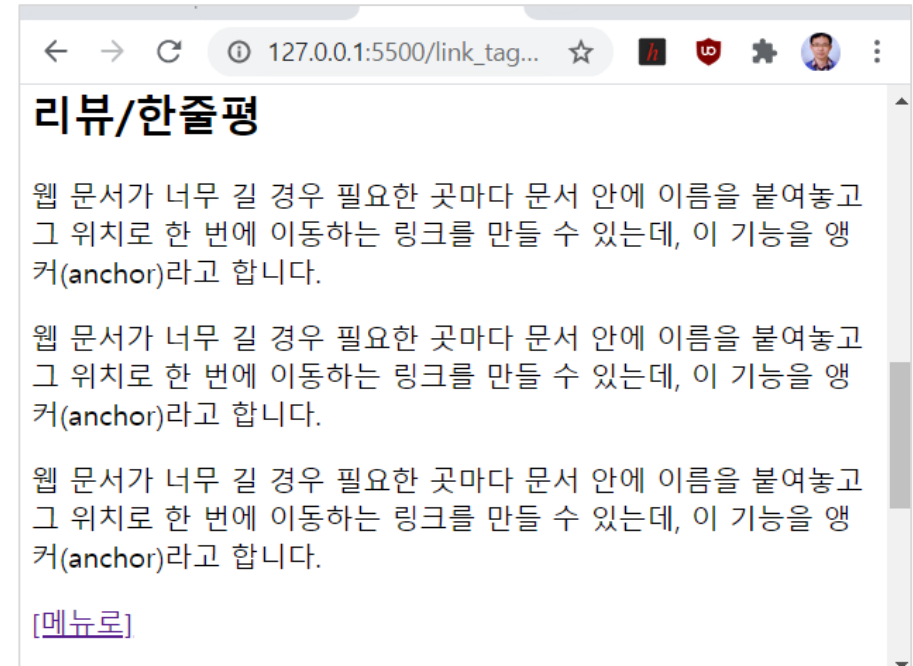 127.0.0.1:5500/link_tag...
리뷰/한줄평
웹 문서가 너무 길 경우 필요한 곳마다 문서 안에 이름을 붙여놓고
그 위치로 한 번에 이동하는 링크를 만들 수 있는데, 이 기능을 앵
커(anchor)라고 합니다.
웹 문서가 너무 길 경우 필요한 곳마다 문서 안에 이름을 붙여놓고
그 위치로 한 번에 이동하는 링크를 만들 수 있는데, 이 기능을 앵
커(anchor)라고 합니다.
웹 문서가 너무 길 경우 필요한 곳마다 문서 안에 이름을 붙여놓고
그 위치로 한 번에 이동하는 링크를 만들 수 있는데, 이 기능을 앵
커(anchor)라고 합니다.
[메뉴로]